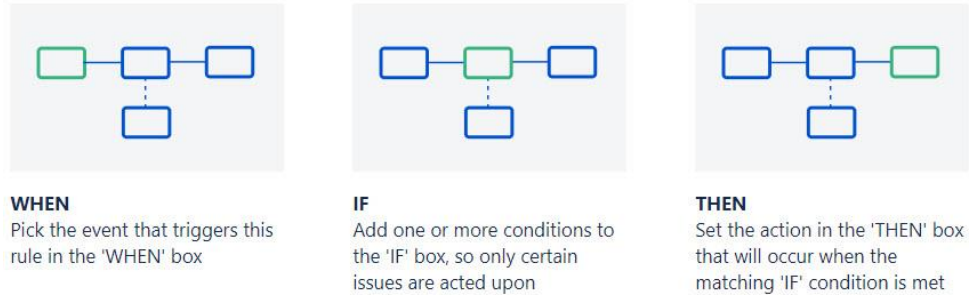 WHEN
Pick the event that triggers this
rule in the 'WHEN' box
IF
Add one or more conditions to
the 'IF' box, so only certain
issues are acted upon
THEN
Set the action in the 'THEN' box
that will occur when the
matching 'IF' condition is met